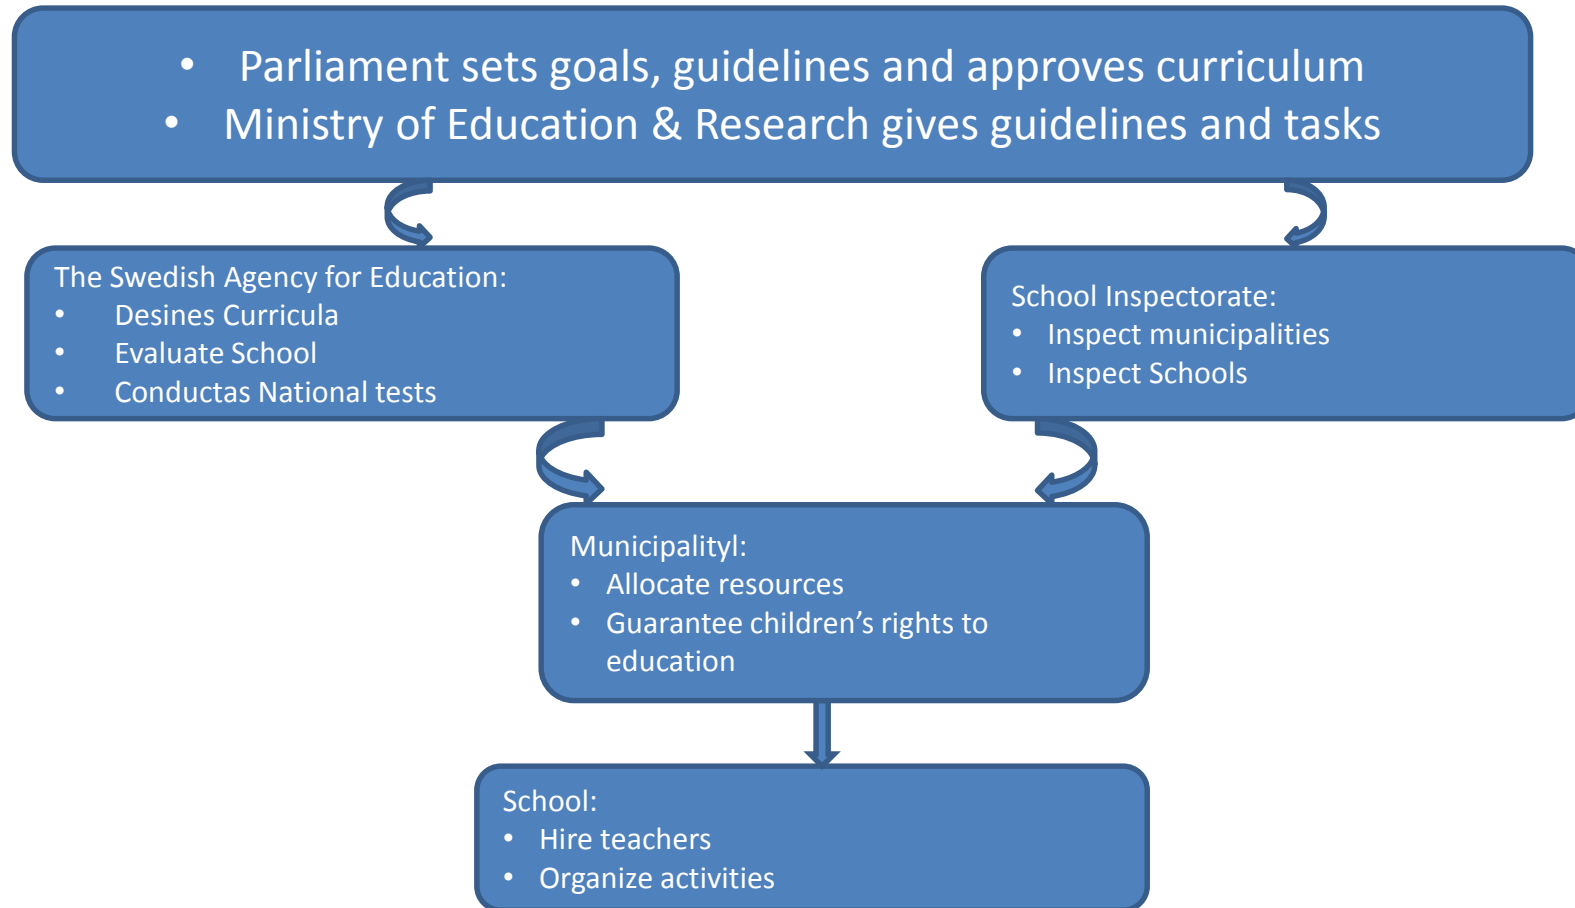 • Parliament sets goals, guidelines and approves curriculum
• Ministry of Education & Research gives guidelines and tasks
The Swedish Agency for Education:
• Desines Curricula
• Evaluate School
• Conductas National tests
School Inspectorate:
• Inspect municipalities
• Inspect Schools
Municipalityl:
• Allocate resources
• Guarantee children’s rights to
education
School:
• Hire teachers
• Organize activities